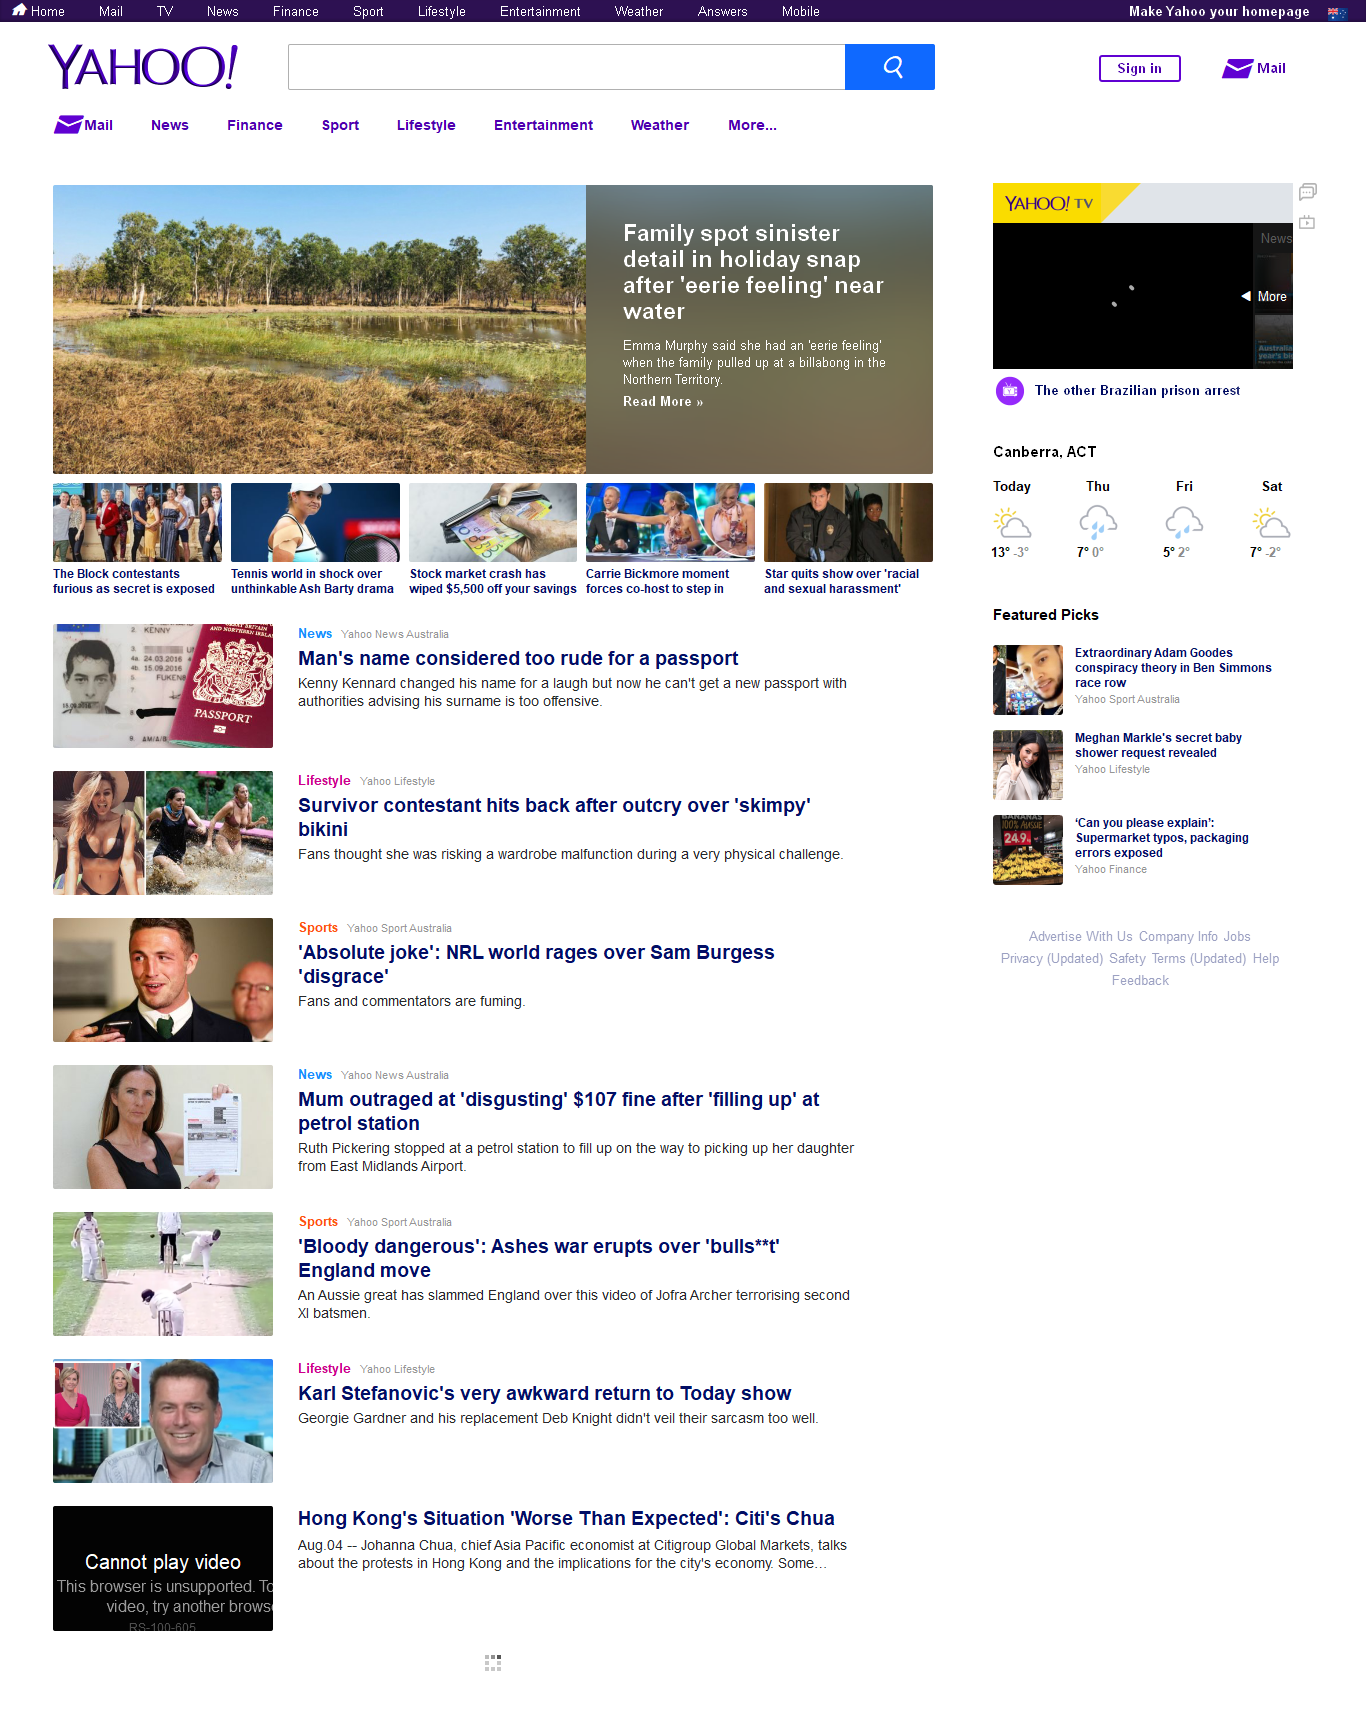 Home Mail TV News Finance Sport Lifestyle Entertainment Weather Answers Mobile Make Yahoo your homepage
YAHOO!
Sign in
Mail
Mail News Finance Sport Lifestyle Entertainment Weather More...
Family spot sinister
detail in holiday snap
after 'eerie feeling' near
water
Emma Murphy said she had an 'eerie feeling'
when the family pulled up at a billabong in the
Northern Territory.
Read More »
The Block contestants
furious as secret is exposed
Tennis world in shock over
unthinkable Ash Barty drama
Stock market crash has
wiped $5,500 off your savings
Carrie Bickmore moment
forces co-host to step in
Star quits show over 'racial
and sexual harassment'
KENNY
4a. 24.03.2016
4b. 15.09.2016
PASSPORT
News Yahoo News Australia
Man's name considered too rude for a passport
Kenny Kennard changed his name for a laugh but now he can't get a new passport with
authorities advising his surname is too offensive.
Lifestyle Yahoo Lifestyle
Survivor contestant hits back after outcry over 'skimpy'
bikini
Fans thought she was risking a wardrobe malfunction during a very physical challenge.
Sports Yahoo Sport Australia
'Absolute joke': NRL world rages over Sam Burgess
'disgrace'
Fans and commentators are fuming.
News Yahoo News Australia
Mum outraged at 'disgusting' $107 fine after 'filling up' at
petrol station
Ruth Pickering stopped at a petrol station to fill up on the way to picking up her daughter
from East Midlands Airport.
Sports Yahoo Sport Australia
'Bloody dangerous': Ashes war erupts over 'bulls**t'
England move
An Aussie great has slammed England over this video of Jofra Archer terrorising second
XI batsmen.
Lifestyle Yahoo Lifestyle
Karl Stefanovic's very awkward return to Today show
Georgie Gardner and his replacement Deb Knight didn't veil their sarcasm too well.
Cannot play video
This browser is unsupported. To
video, try another browse
RS-100-605
Hong Kong's Situation 'Worse Than Expected': Citi's Chua
Aug.04 -- Johanna Chua, chief Asia Pacific economist at Citigroup Global Markets, talks
about the protests in Hong Kong and the implications for the city's economy. Some...
YAHOO! TV
News
More
Australia
year's bi
The other Brazilian prison arrest
Canberra, ACT
Today Thu Fri Sat
13° -3° 7° 0° 5° 2° 7° -2°
Featured Picks
Extraordinary Adam Goodes
conspiracy theory in Ben Simmons
race row
Yahoo Sport Australia
Meghan Markle's secret baby
shower request revealed
Yahoo Lifestyle
BANANAS
100% AUSSIE
24.9
‘Can you please explain’:
Supermarket typos, packaging
errors exposed
Yahoo Finance
Advertise With Us Company Info Jobs
Privacy (Updated) Safety Terms (Updated) Help
Feedback